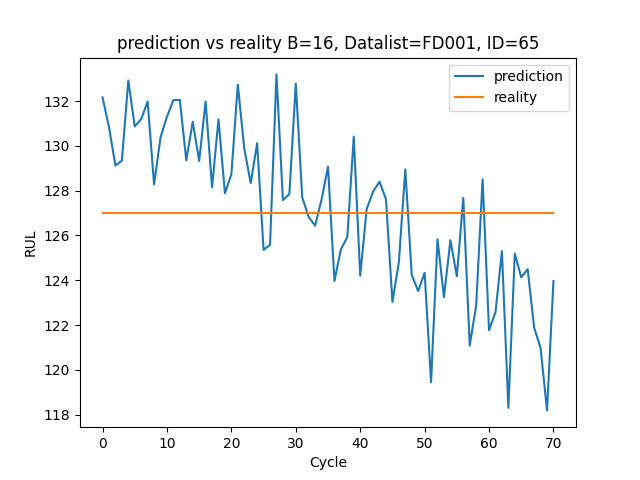 prediction vs reality B=16, Datalist=FD001, ID=65
prediction
reality
132
130
128
126
124
122
120
118
RUL
0 10 20 30 40 50 60 70
Cycle